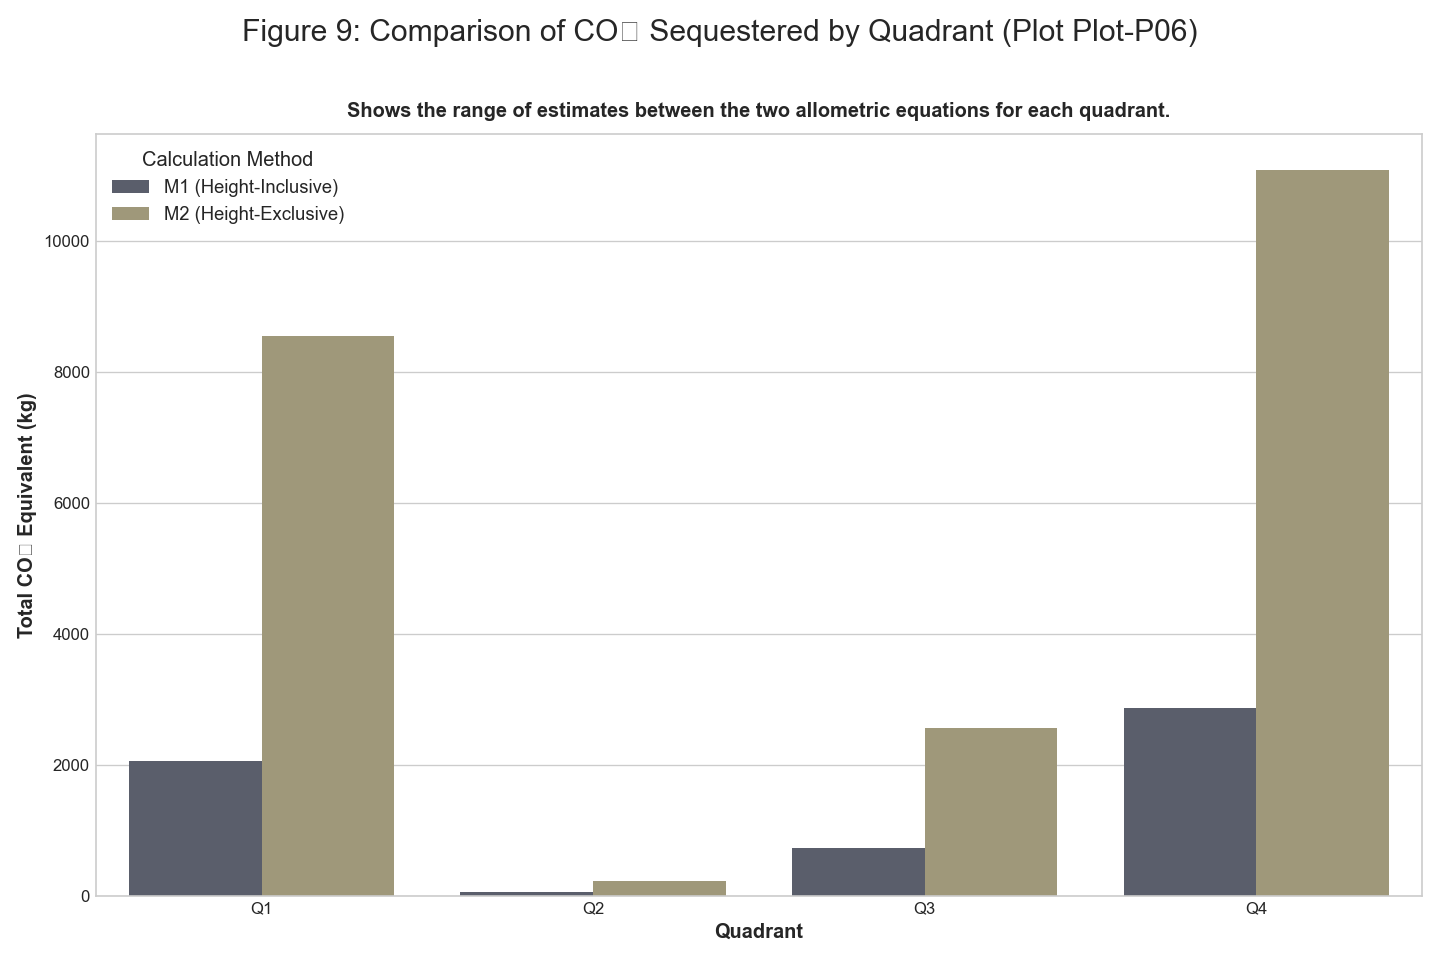 Figure 9: Comparison of CO□ Sequestered by Quadrant (Plot Plot-P06)
Shows the range of estimates between the two allometric equations for each quadrant.
Calculation Method
M1 (Height-Inclusive)
M2 (Height-Exclusive)
Total CO□ Equivalent (kg)
10000
8000
6000
4000
2000
0
Q1 Q2 Q3 Q4
Quadrant